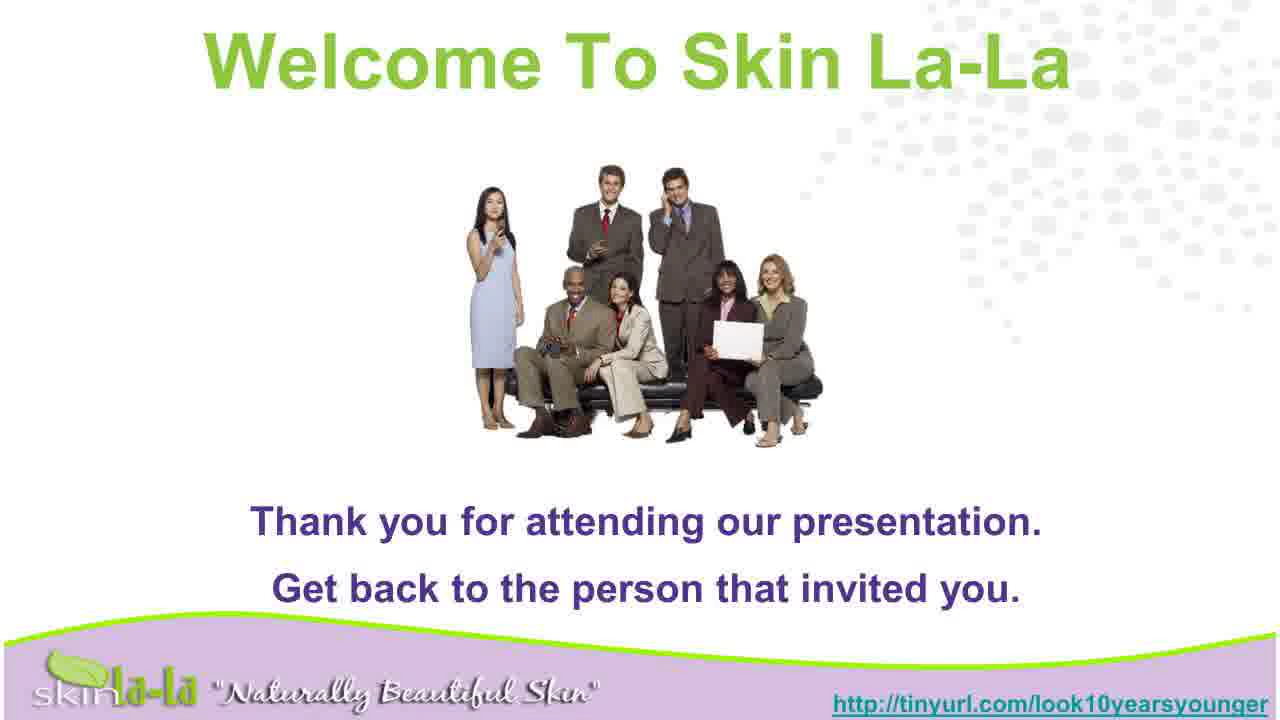 Welcome To Skin La-La
Thank you for attending our presentation.
Get back to the person that invited you.
skin la-la "Naturally Beautiful Skin"
http://tinyurl.com/look10yearsyounger